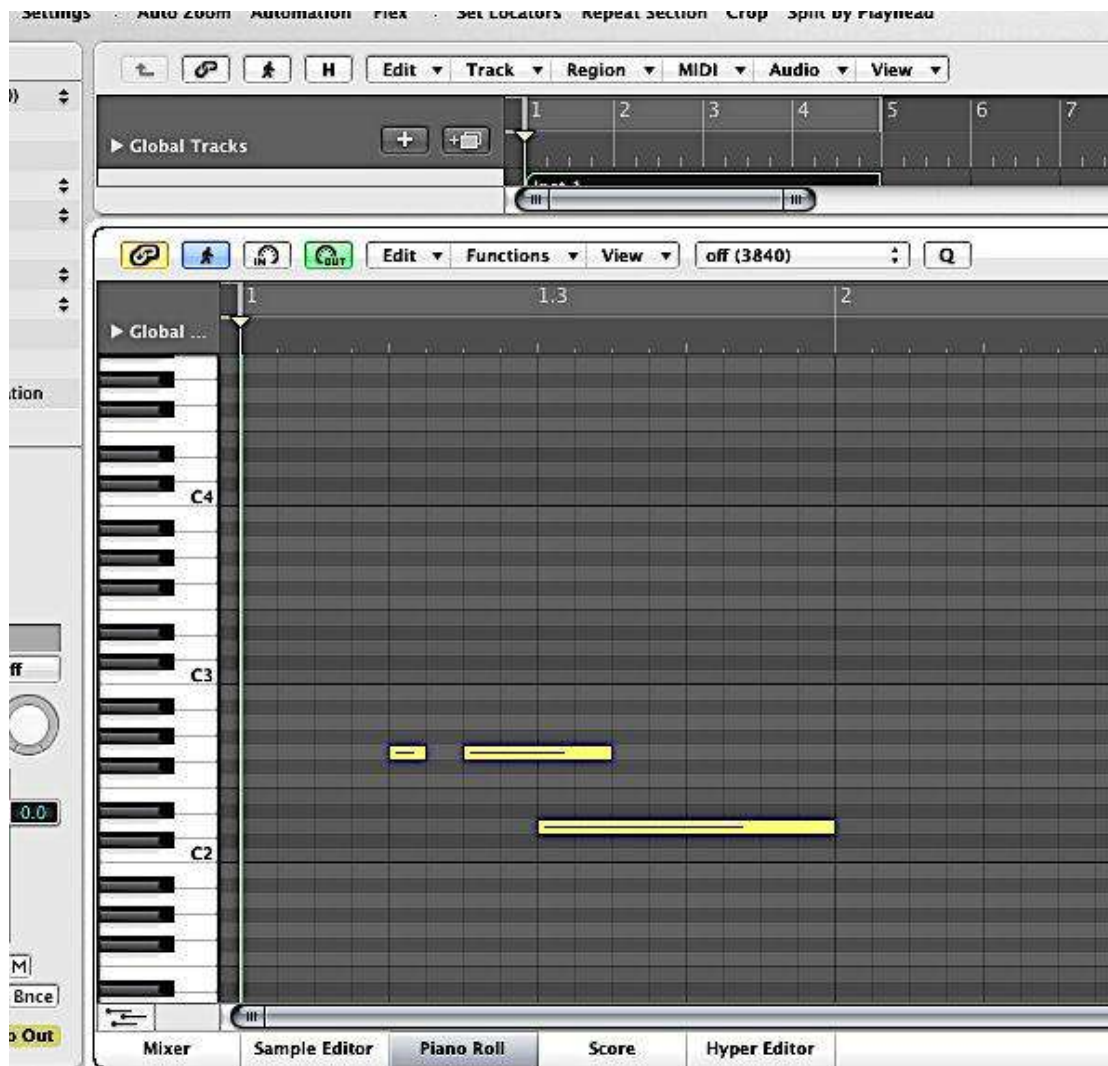 Settings Auto Zoom Automation Flex Set Locators Repeat Section Crop Split by Playhead
H Edit Track Region MIDI Audio View
1 2 3 4 5 6 7
Global Tracks
IN OUT Edit Functions View off (3840) Q
1 1.3 2
Global ...
C4
C3
0.0
C2
M
Bnce
Out
Mixer Sample Editor Piano Roll Score Hyper Editor